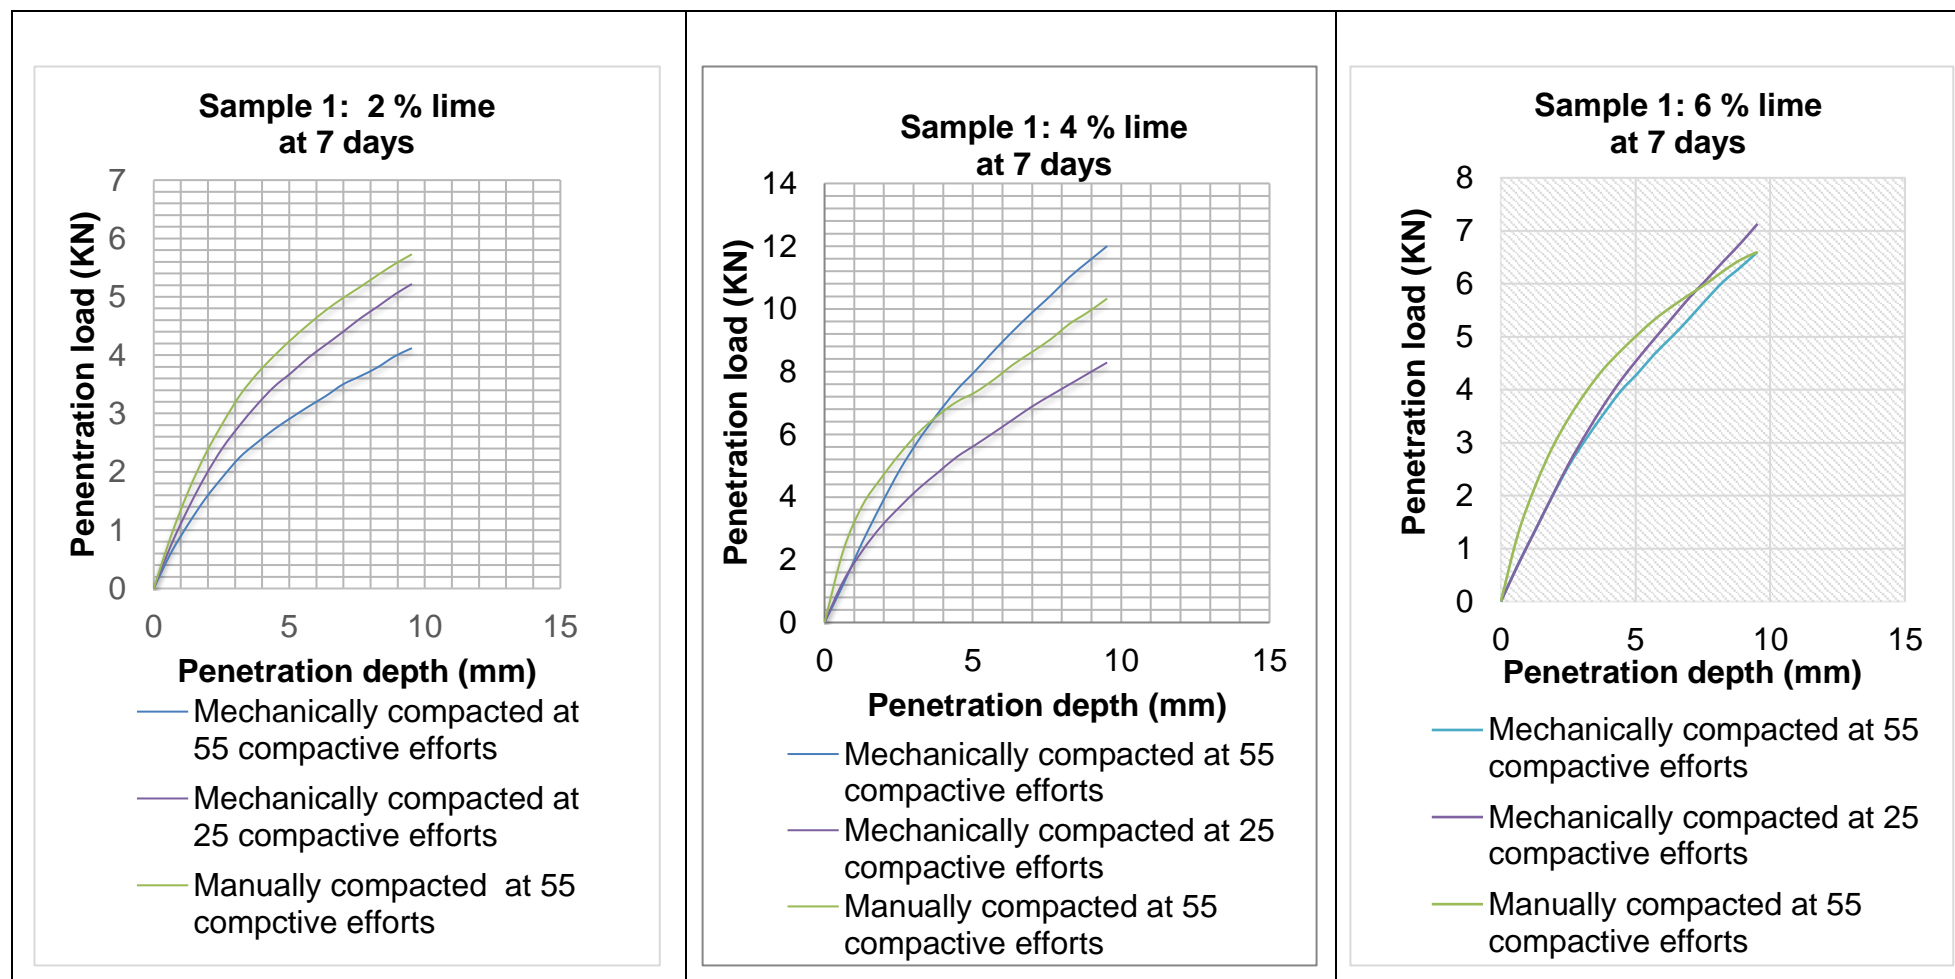 Sample 1:  2 % lime
at 7 days
7
6
5
4
3
2
1
0
Penentration load (KN)
0 5 10 15
Penetration depth (mm)
Mechanically compacted at
55 compactive efforts
Mechanically compacted at
25 compactive efforts
Manually compacted  at 55
compctive efforts
Sample 1: 4 % lime
at 7 days
14
12
10
8
6
4
2
0
Penetration load (KN)
0 5 10 15
Penetration depth (mm)
Mechanically compacted at 55
compactive efforts
Mechanically compacted at 25
compactive efforts
Manually compacted at 55
compactive efforts
Sample 1: 6 % lime
at 7 days
8
7
6
5
4
3
2
1
0
Penetration load (KN)
0 5 10 15
Penetration depth (mm)
Mechanically compacted at 55
compactive efforts
Mechanically compacted at 25
compactive efforts
Manually compacted at 55
compactive efforts